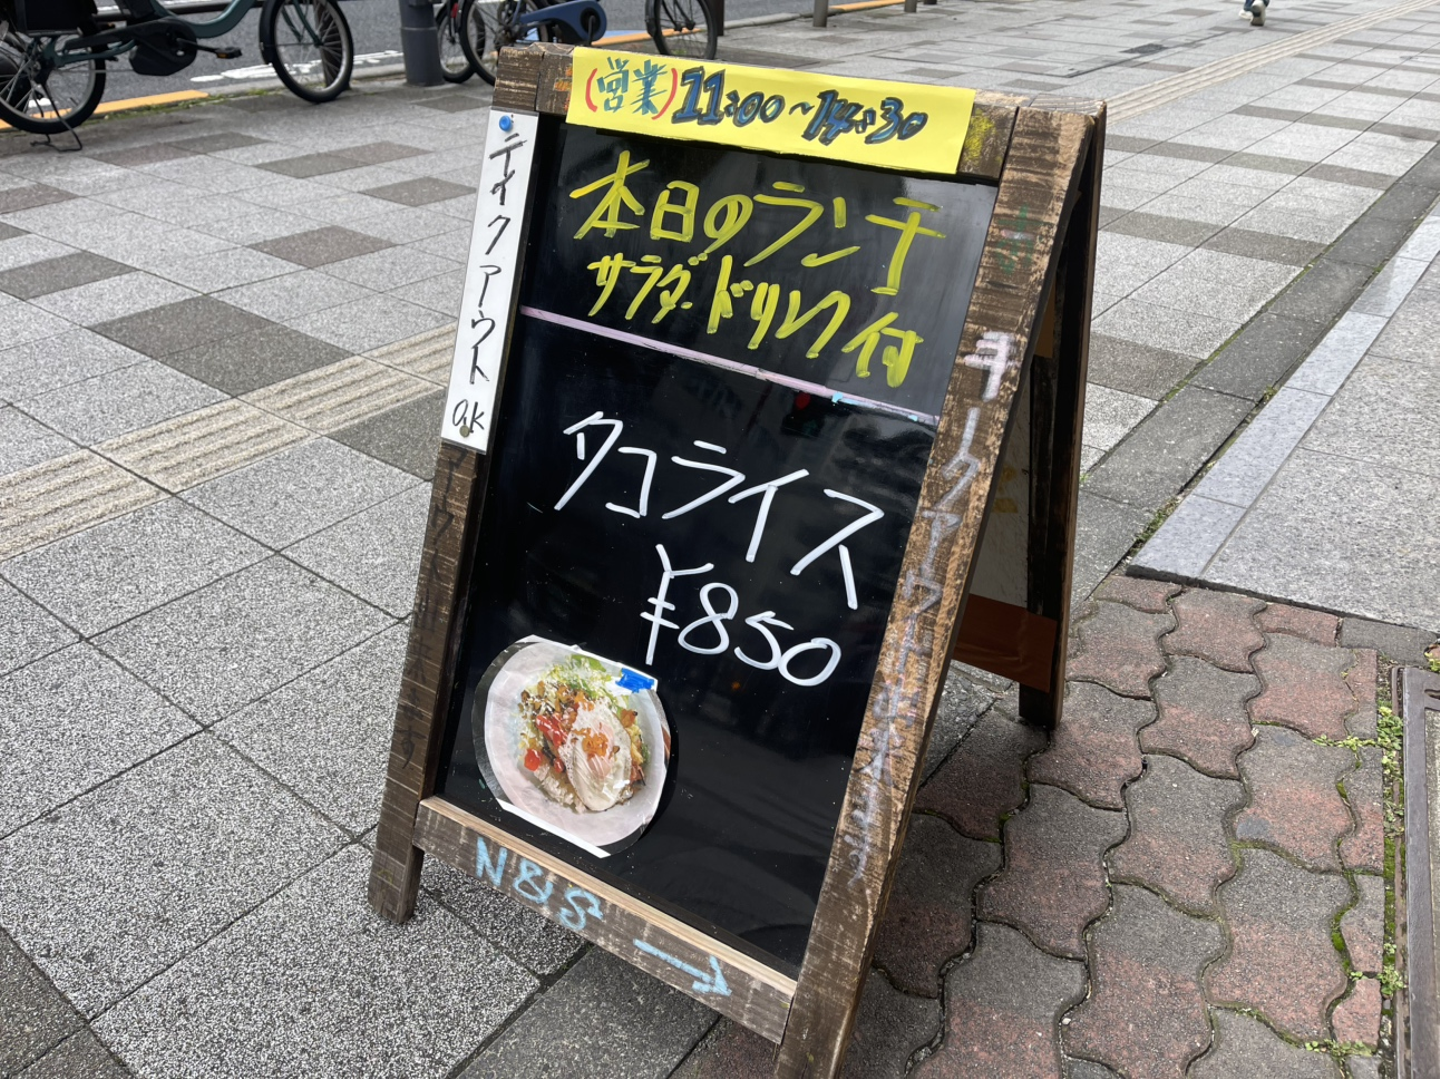 (営業) 11:00～14:30
テイクアウト
O.K
本日のランチ
サラダ・ドリンク付
タコライス
¥850
N&S →